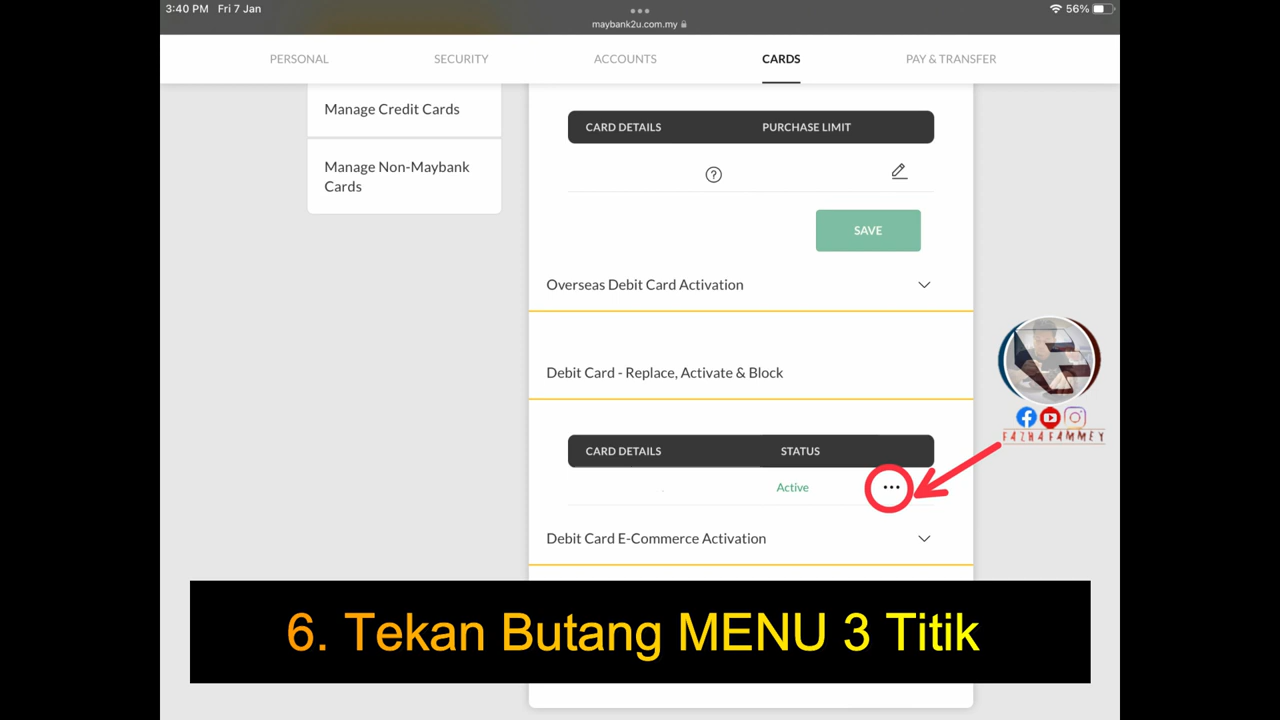 3:40 PM Fri 7 Jan
56%
maybank2u.com.my
PERSONAL
SECURITY
ACCOUNTS
CARDS
PAY & TRANSFER
Manage Credit Cards
Manage Non-Maybank
Cards
CARD DETAILS
PURCHASE LIMIT
SAVE
Overseas Debit Card Activation
Debit Card - Replace, Activate & Block
CARD DETAILS
STATUS
Active
Debit Card E-Commerce Activation
FAZHAFAMMEY
6. Tekan Butang MENU 3 Titik